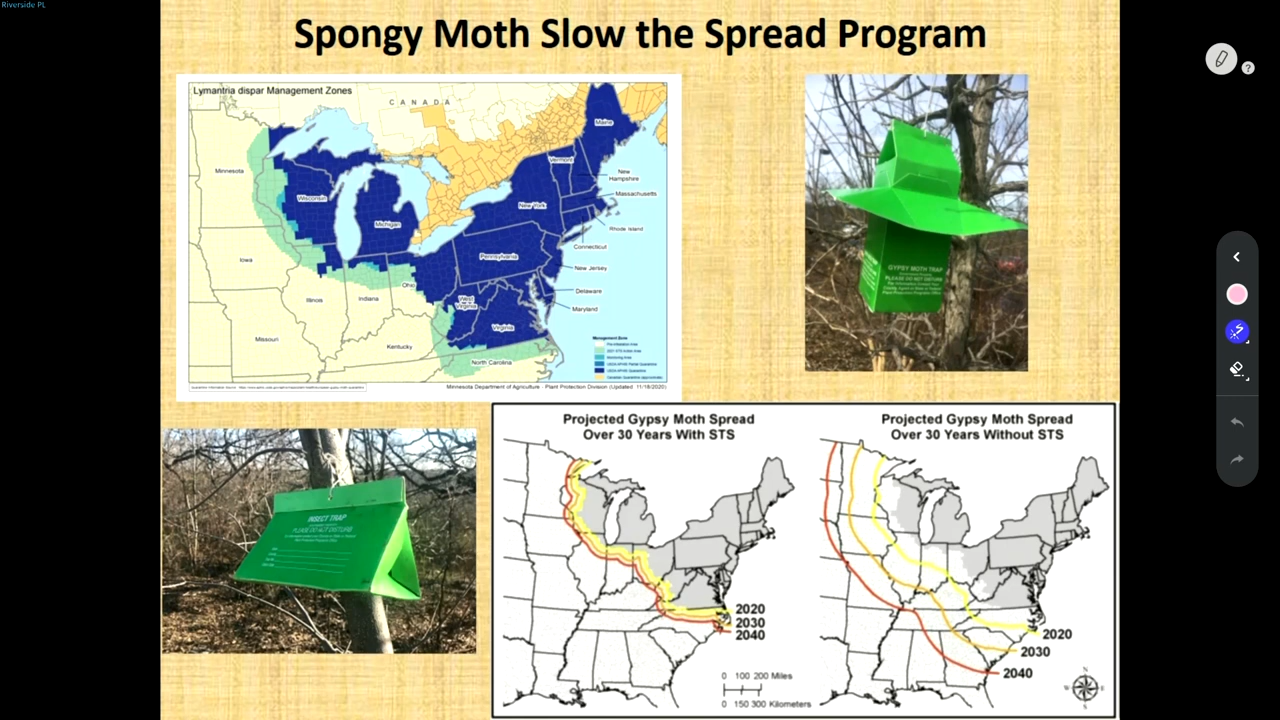 Riverside PL
Spongy Moth Slow the Spread Program
Lymantria dispar Management Zones
CANADA
Maine
Minnesota
Vermont
New
Hampshire
Massachusetts
Wisconsin
New York
Michigan
Rhode Island
Connecticut
Iowa
Pennsylvania
New Jersey
Ohio
Delaware
Illinois
Indiana
West
Virginia
Maryland
Virginia
Missouri
Kentucky
North Carolina
Management Zone
Monitoring Area
Minnesota Department of Agriculture - Plant Protection Division (Updated 11/18/2020)
GYPSY MOTH TRAP
PLEASE DO NOT DISTURB
INSECT TRAP
PLEASE DO NOT DISTURB
Projected Gypsy Moth Spread
Over 30 Years With STS
2020
2030
2040
0 100 200 Miles
0 150 300 Kilometers
Projected Gypsy Moth Spread
Over 30 Years Without STS
2020
2030
2040
N
W E
S
?